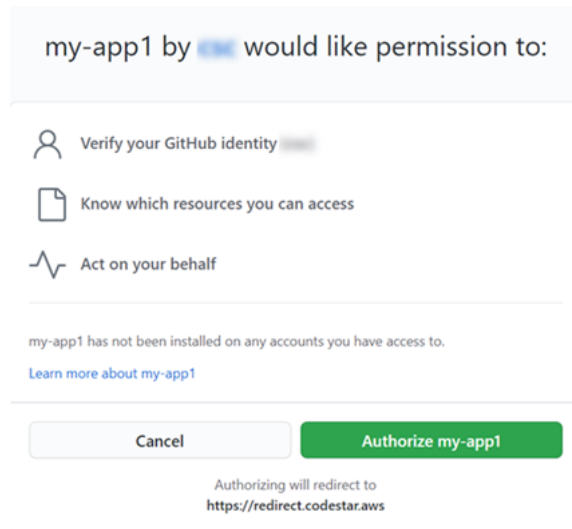 my-app1 by would like permission to:
Verify your GitHub identity
Know which resources you can access
Act on your behalf
my-app1 has not been installed on any accounts you have access to.
Learn more about my-app1
Cancel
Authorize my-app1
Authorizing will redirect to
https://redirect.codestar.aws